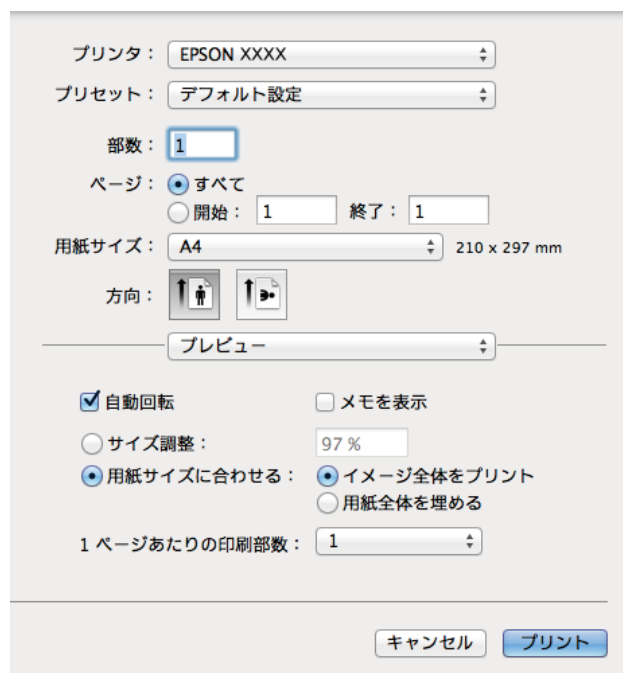 プリンタ： EPSON XXXX
プリセット： デフォルト設定
部数： 1
ページ： すべて
開始： 1 終了： 1
用紙サイズ： A4 210 x 297 mm
方向：
プレビュー
自動回転 メモを表示
サイズ調整： 97 %
用紙サイズに合わせる： イメージ全体をプリント
用紙全体を埋める
1 ページあたりの印刷部数： 1
キャンセル プリント